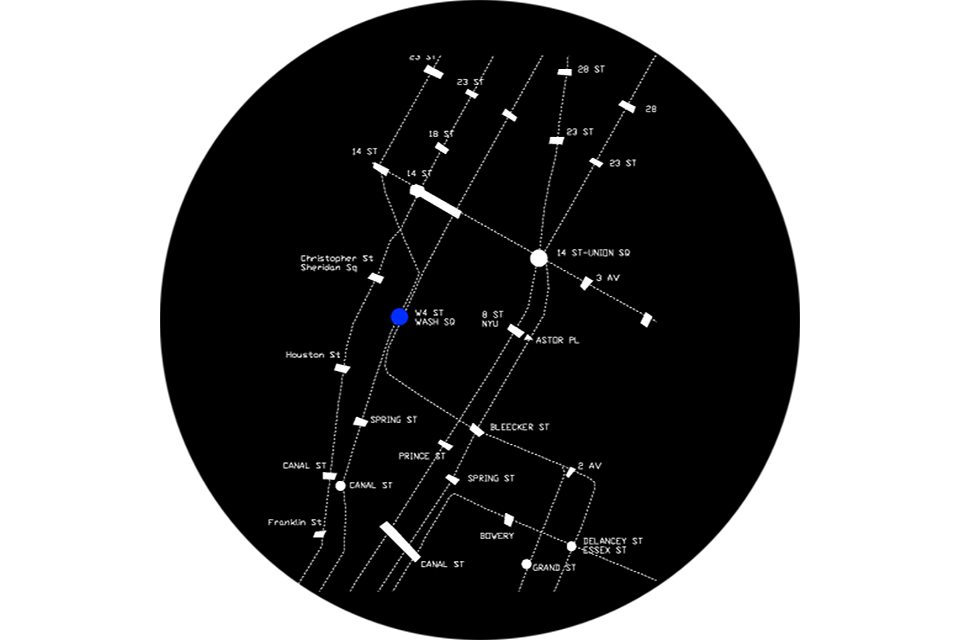 23 ST
28 ST
23 ST
28
18 ST
23 ST
14 ST
23 ST
14 ST
14 ST-UNION SQ
Christopher St
Sheridan Sq
3 AV
W4 ST
WASH SQ
8 ST
NYU
ASTOR PL
Houston St
SPRING ST
BLEECKER ST
PRINCE ST
CANAL ST
2 AV
SPRING ST
CANAL ST
Franklin St
BOWERY
DELANCEY ST
ESSEX ST
CANAL ST
GRAND ST